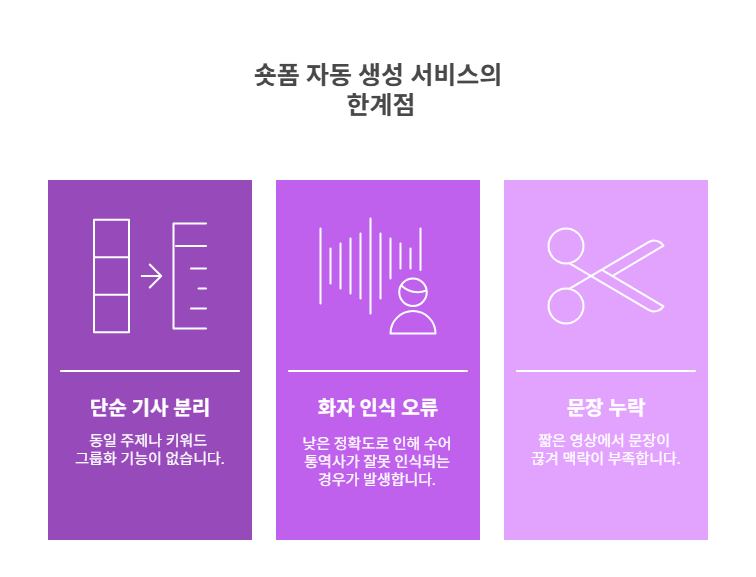 숏폼 자동 생성 서비스의
한계점
단순 기사 분리
동일 주제나 키워드
그룹화 기능이 없습니다.
화자 인식 오류
낮은 정확도로 인해 수어
통역사가 잘못 인식되는
경우가 발생합니다.
문장 누락
짧은 영상에서 문장이
끊겨 맥락이 부족합니다.